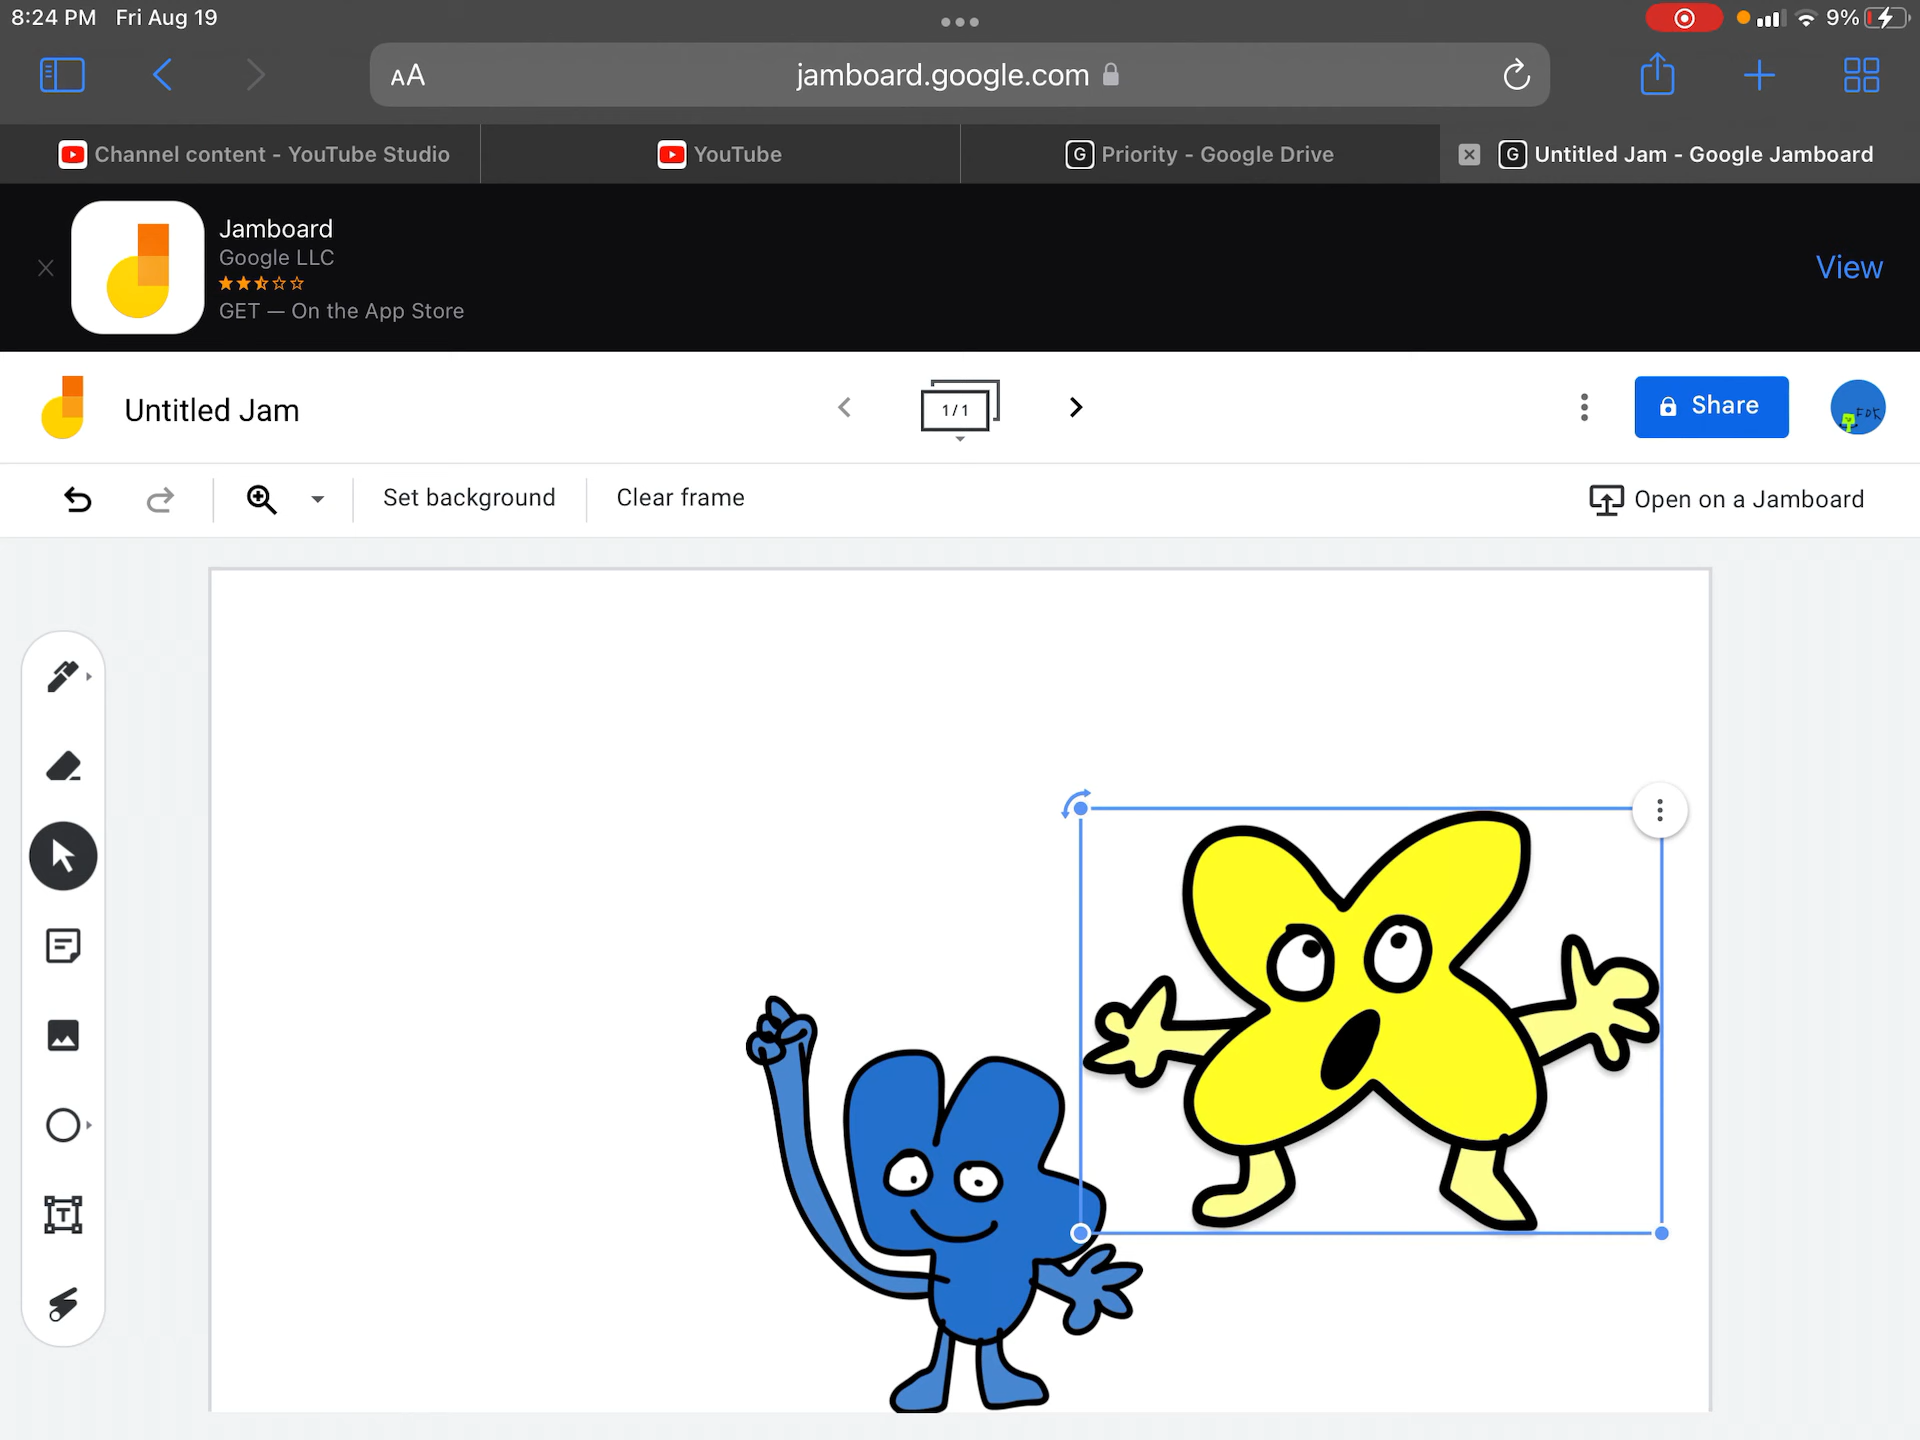 8:24 PM Fri Aug 19
9%
AA jamboard.google.com
Channel content - YouTube Studio
YouTube
G Priority - Google Drive
G Untitled Jam - Google Jamboard
Jamboard
Google LLC
GET — On the App Store
View
Untitled Jam
1/1
Share
FDK
Set background
Clear frame
Open on a Jamboard
T